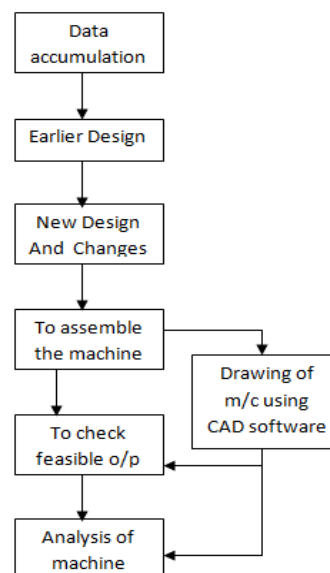 Data
accumulation
Earlier Design
New Design
And Changes
To assemble
the machine
Drawing of
m/c using
CAD software
To check
feasible o/p
Analysis of
machine